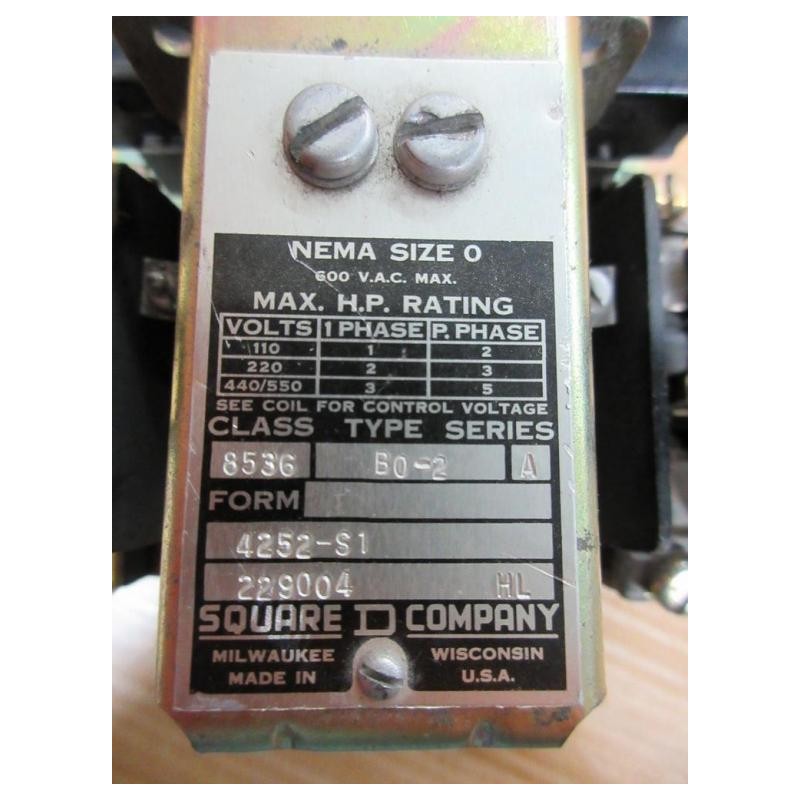 NEMA SIZE 0
600 V.A.C. MAX.
MAX. H.P. RATING
VOLTS 1 PHASE P. PHASE
110 1 2
220 2 3
440/550 3 5
SEE COIL FOR CONTROL VOLTAGE
CLASS TYPE SERIES
8536 BO-2 A
FORM
4252-S1
229004 HL
SQUARE D COMPANY
MILWAUKEE WISCONSIN
MADE IN U.S.A.